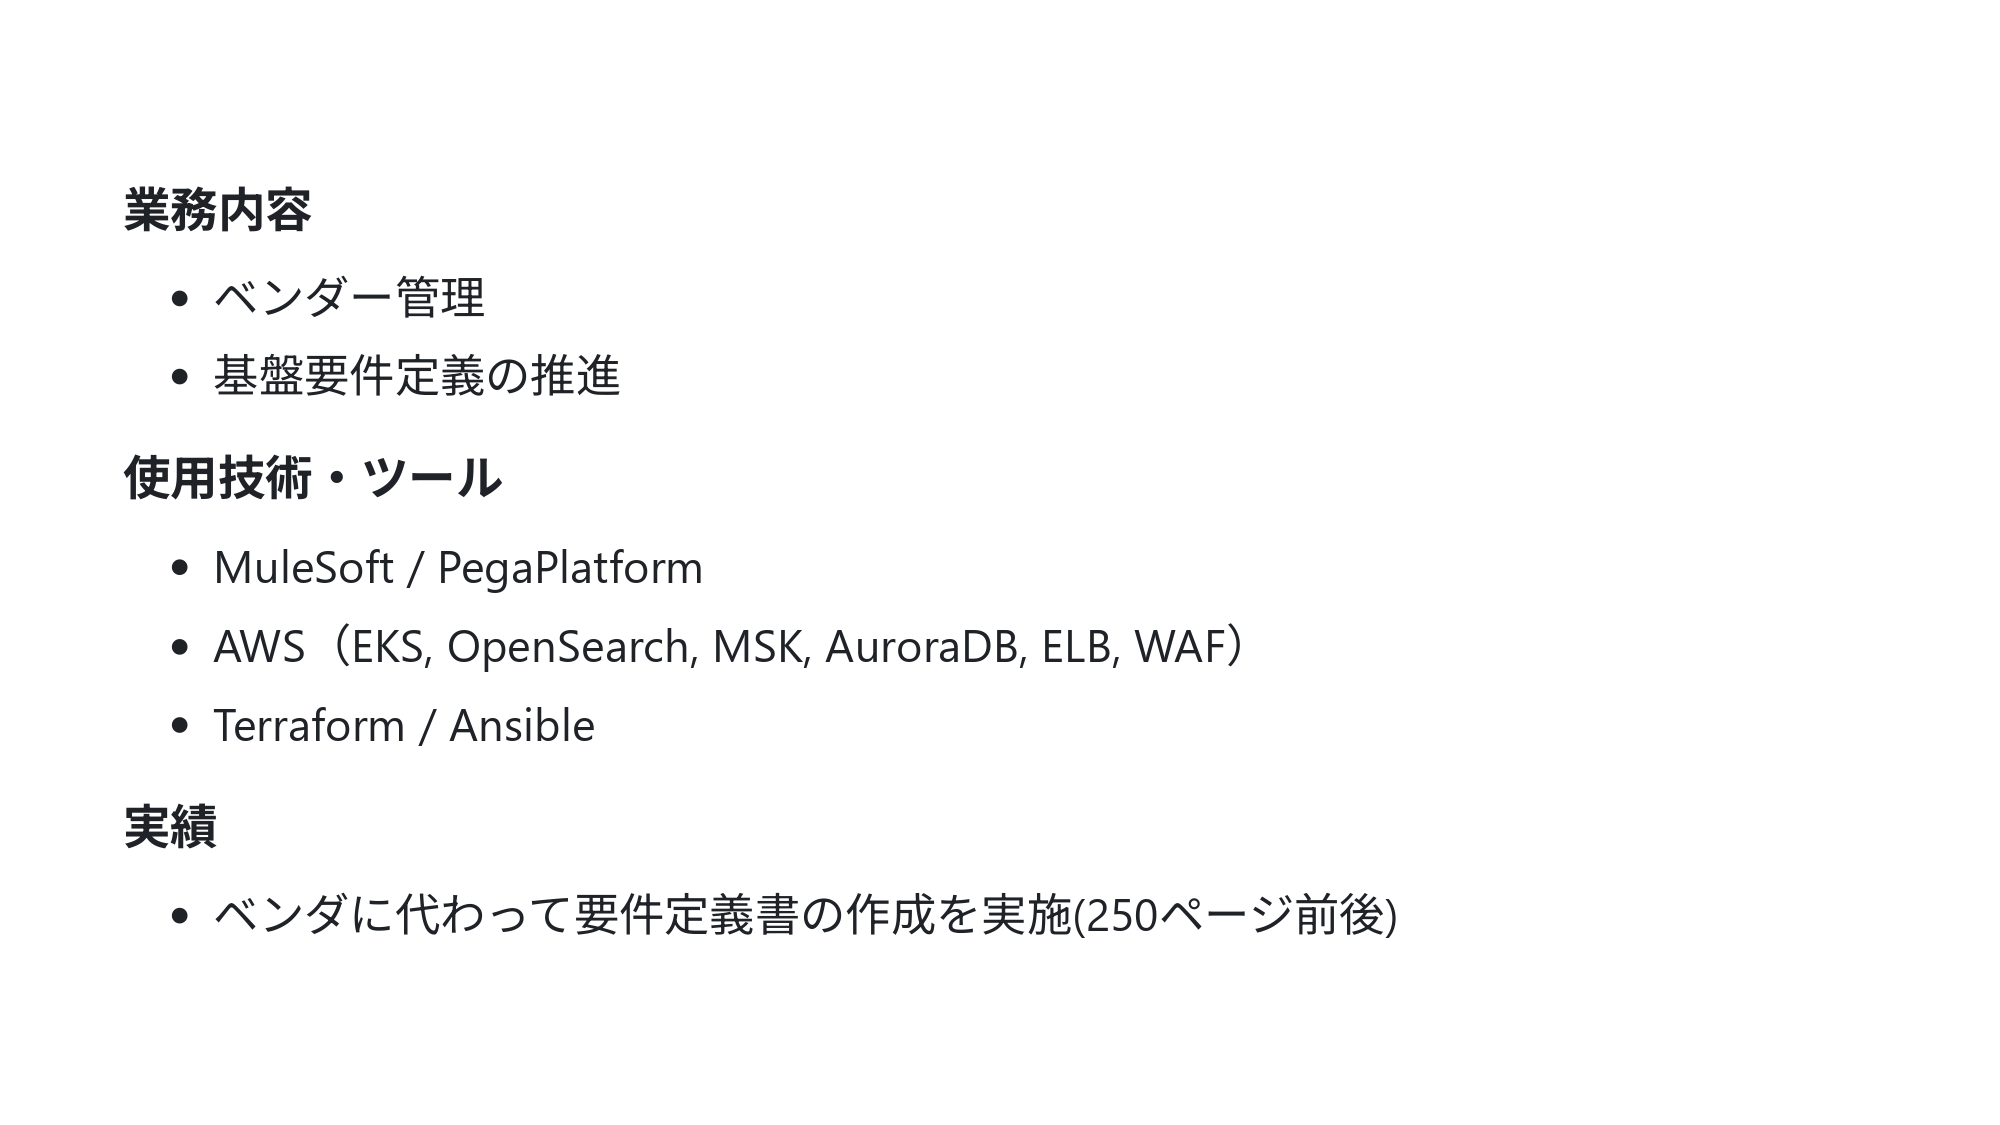 業務内容
• ベンダー管理
• 基盤要件定義の推進
使用技術・ツール
• MuleSoft / PegaPlatform
• AWS（EKS, OpenSearch, MSK, AuroraDB, ELB, WAF）
• Terraform / Ansible
実績
• ベンダに代わって要件定義書の作成を実施(250ページ前後)